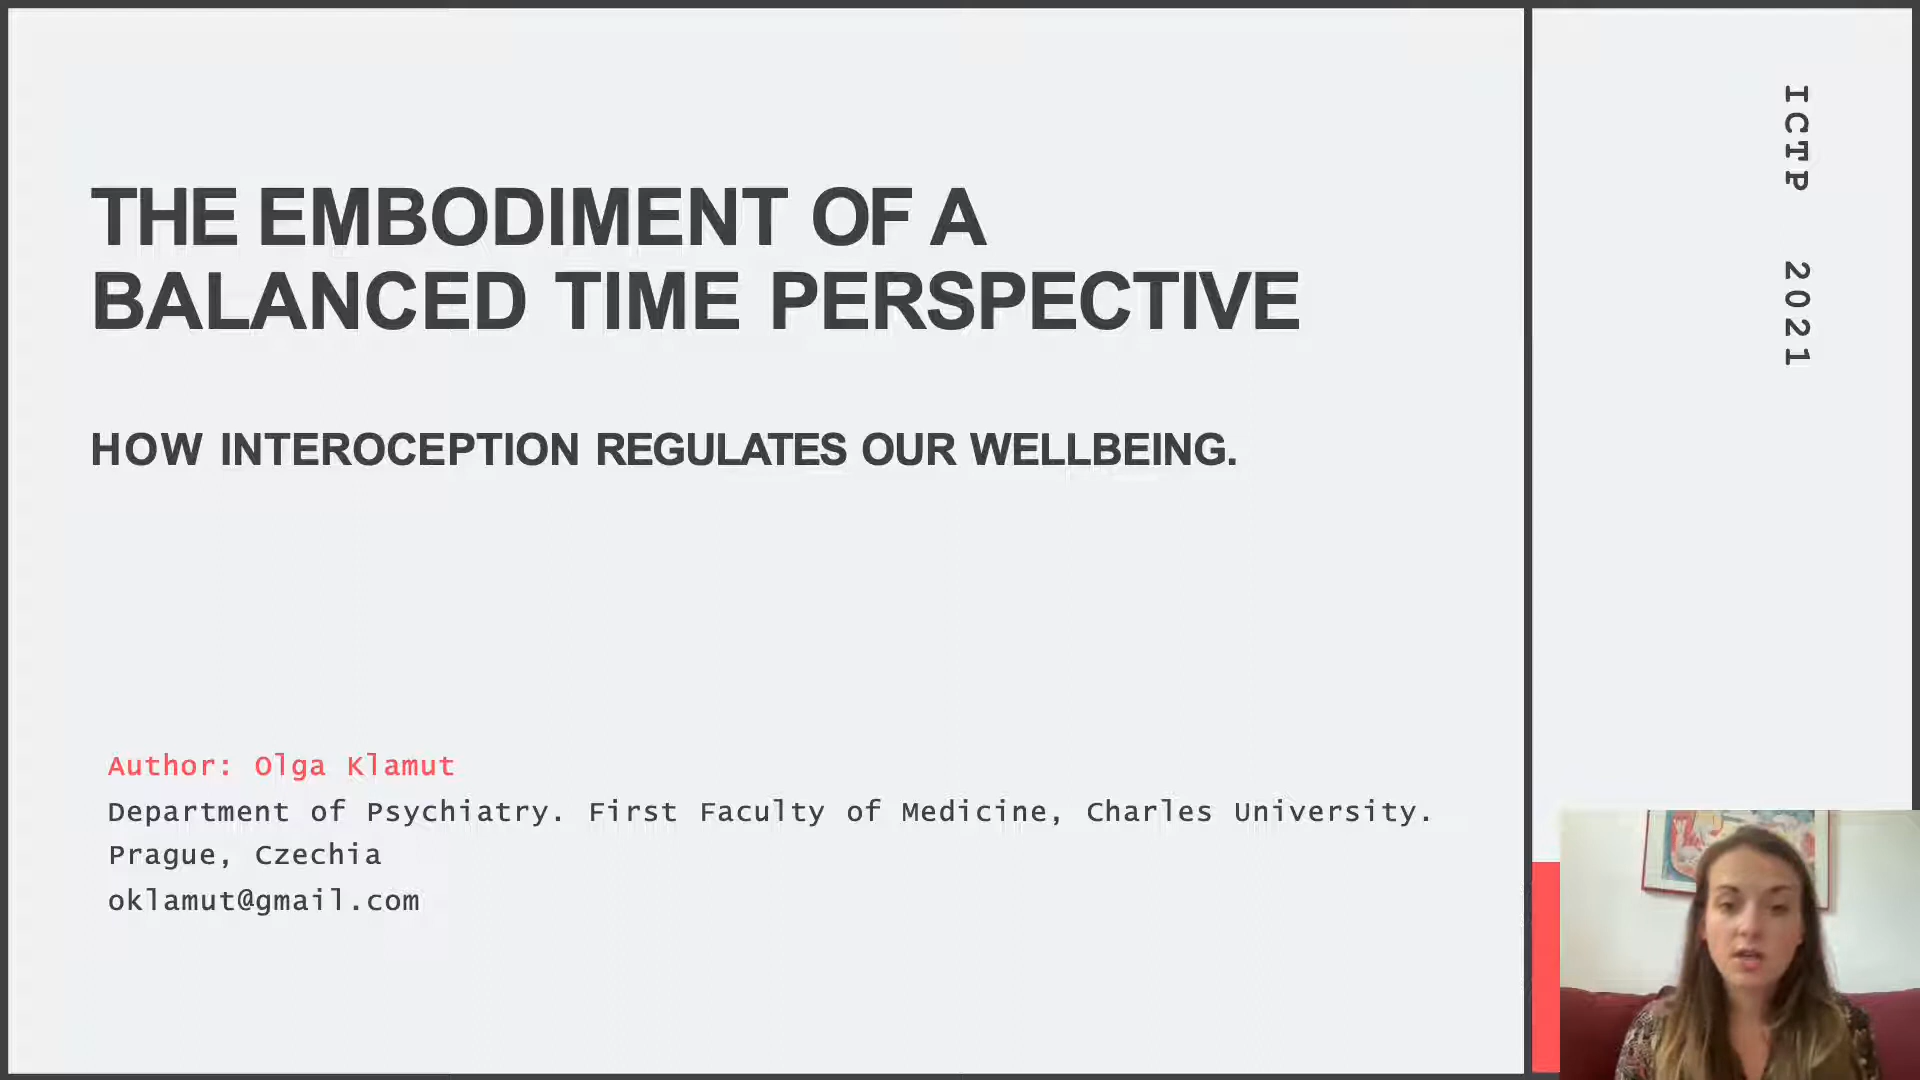 THE EMBODIMENT OF A
BALANCED TIME PERSPECTIVE
HOW INTEROCEPTION REGULATES OUR WELLBEING.
Author: Olga Klamut
Department of Psychiatry. First Faculty of Medicine, Charles University.
Prague, Czechia
oklamut@gmail.com
ICTP 2021